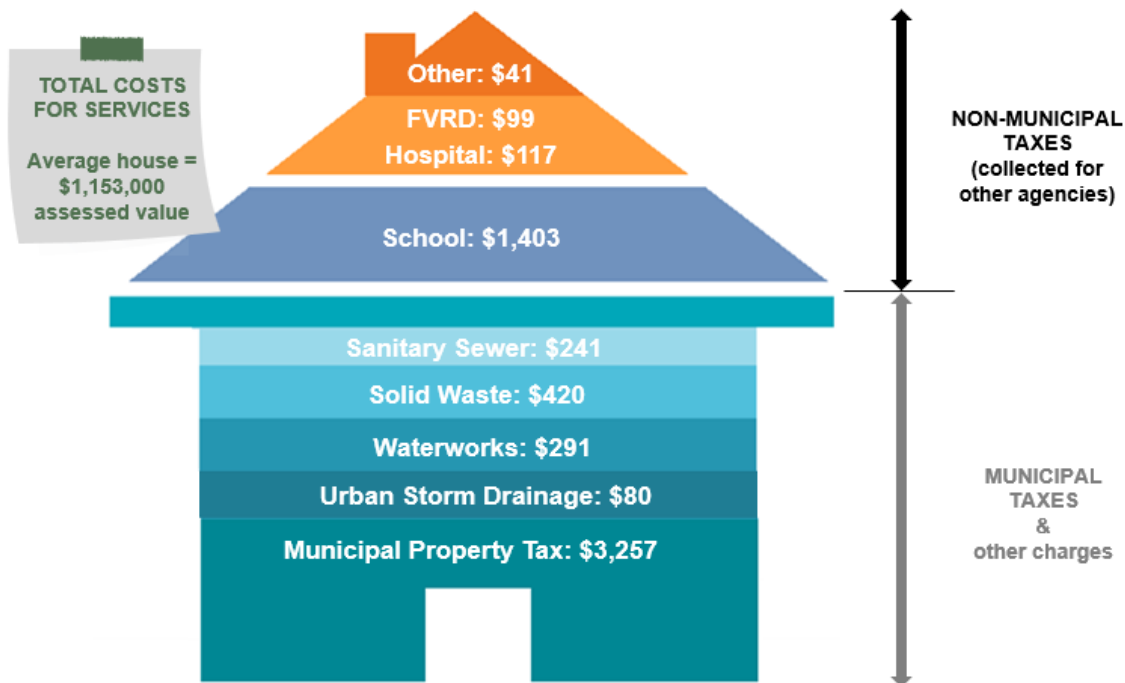 TOTAL COSTS
FOR SERVICES
Average house =
$1,153,000
assessed value
Other: $41
FVRD: $99
Hospital: $117
School: $1,403
Sanitary Sewer: $241
Solid Waste: $420
Waterworks: $291
Urban Storm Drainage: $80
Municipal Property Tax: $3,257
NON-MUNICIPAL
TAXES
(collected for
other agencies)
MUNICIPAL
TAXES
&
other charges